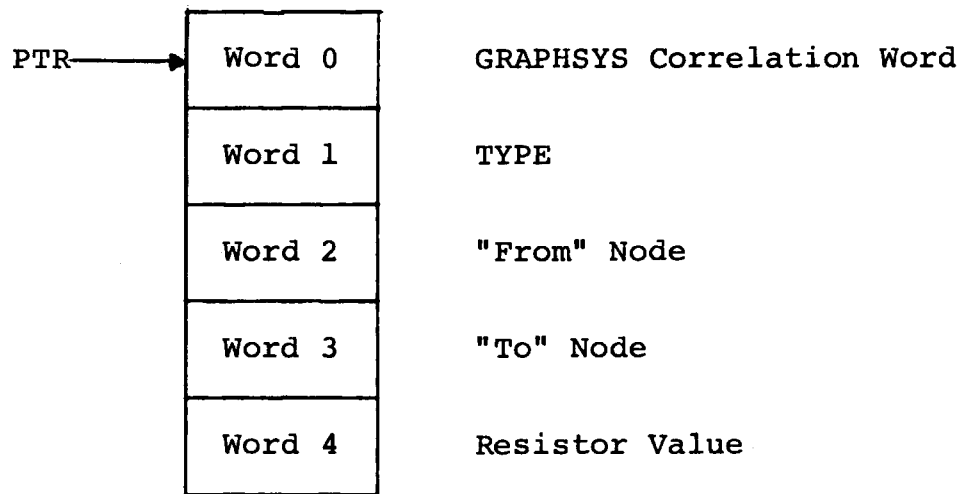 PTR Word 0 GRAPHSYS Correlation Word
Word 1 TYPE
Word 2 "From" Node
Word 3 "To" Node
Word 4 Resistor Value